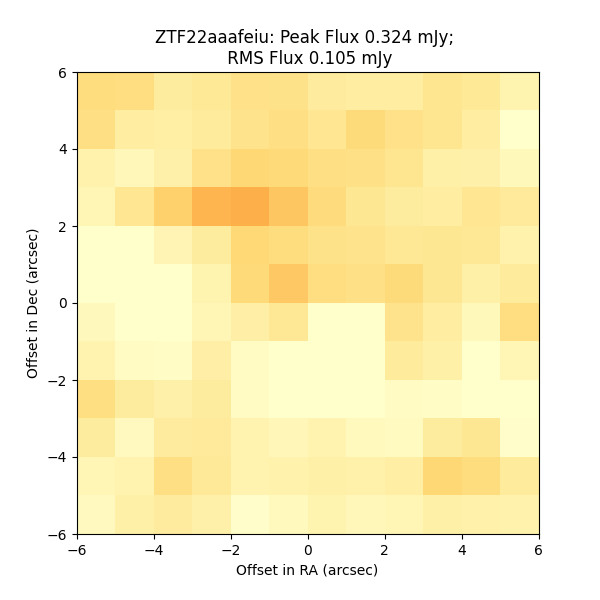 ZTF22aaafeiu: Peak Flux 0.324 mJy;
RMS Flux 0.105 mJy
6
4
2
0
−2
−4
−6
Offset in Dec (arcsec)
−6 −4 −2 0 2 4 6
Offset in RA (arcsec)